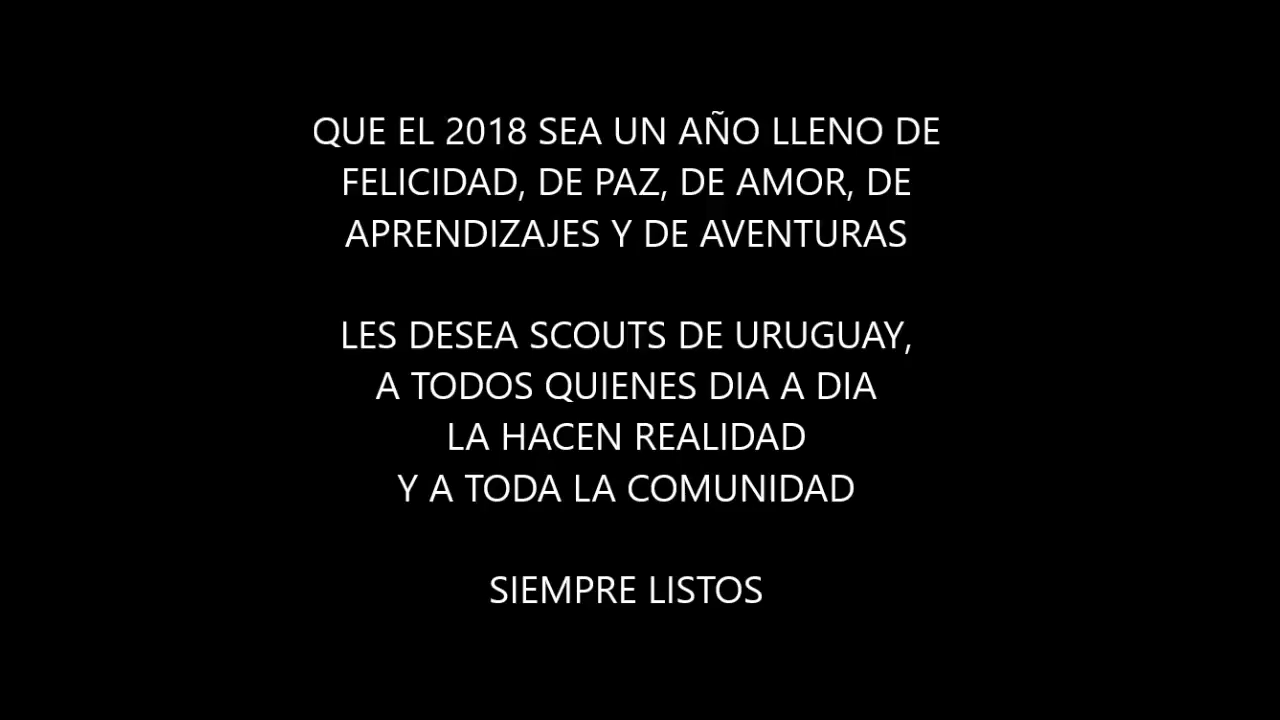 QUE EL 2018 SEA UN AÑO LLENO DE
FELICIDAD, DE PAZ, DE AMOR, DE
APRENDIZAJES Y DE AVENTURAS
LES DESEA SCOUTS DE URUGUAY,
A TODOS QUIENES DIA A DIA
LA HACEN REALIDAD
Y A TODA LA COMUNIDAD
SIEMPRE LISTOS